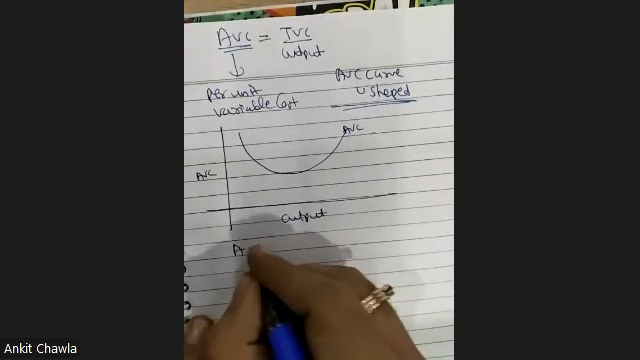 AVC = TVC
output
Per unit
variable Cost
AVC curve
U shaped
AVC
AVC
output
A
Ankit Chawla